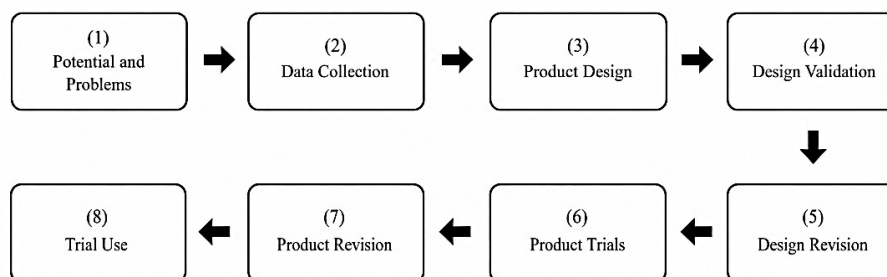 (1)
Potential and
Problems
(2)
Data Collection
(3)
Product Design
(4)
Design Validation
(5)
Design Revision
(6)
Product Trials
(7)
Product Revision
(8)
Trial Use